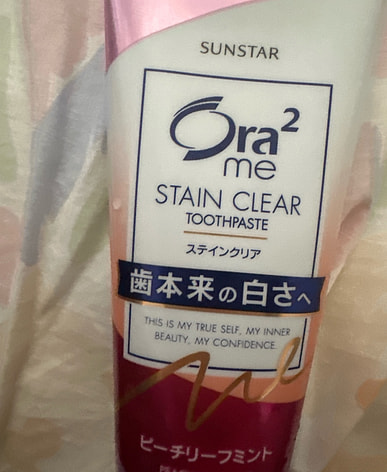 SUNSTAR
Ora2
me
STAIN CLEAR
TOOTHPASTE
ステインクリア
歯本来の白さへ
THIS IS MY TRUE SELF, MY INNER
BEAUTY, MY CONFIDENCE.
me
ピーチリーフミント